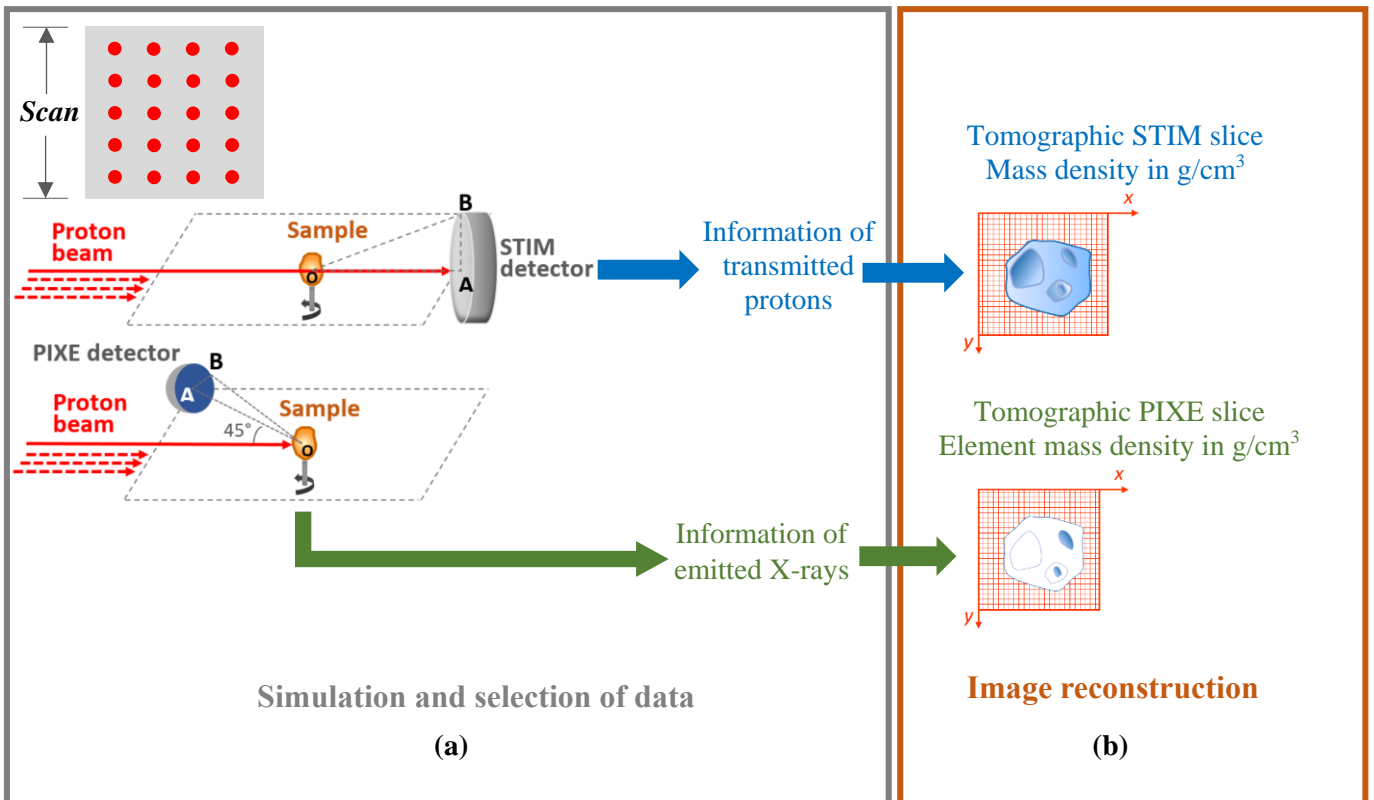 Scan
Proton
beam
Sample
O
B
A
STIM
detector
Information of
transmitted
protons
PIXE detector
B
A
Proton
beam
45°
Sample
O
Information of
emitted X-rays
Simulation and selection of data
(a)
Tomographic STIM slice
Mass density in g/cm³
x
y
Tomographic PIXE slice
Element mass density in g/cm³
x
y
Image reconstruction
(b)